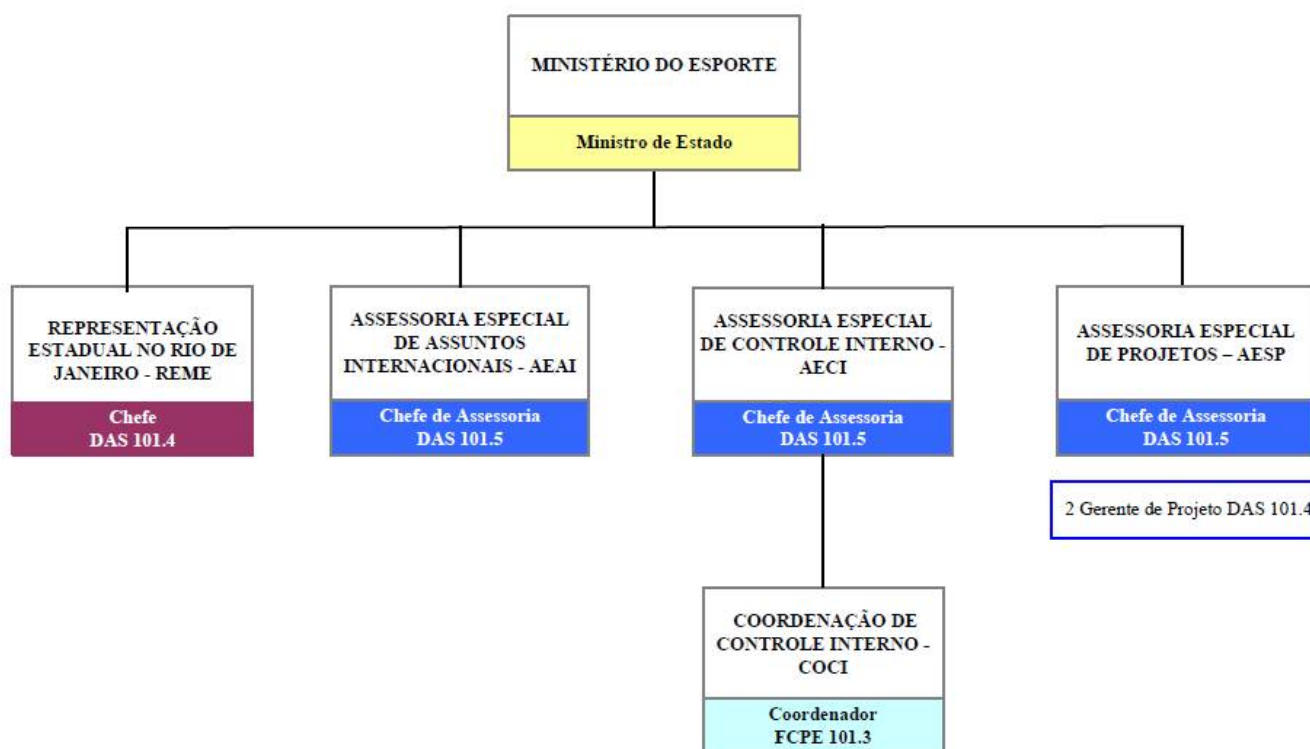 MINISTÉRIO DO ESPORTE
Ministro de Estado
REPRESENTAÇÃO
ESTADUAL NO RIO DE
JANEIRO - REME
Chefe
DAS 101.4
ASSESSORIA ESPECIAL
DE ASSUNTOS
INTERNACIONAIS - AEAI
Chefe de Assessoria
DAS 101.5
ASSESSORIA ESPECIAL
DE CONTROLE INTERNO -
AECI
Chefe de Assessoria
DAS 101.5
ASSESSORIA ESPECIAL
DE PROJETOS – AESP
Chefe de Assessoria
DAS 101.5
2 Gerente de Projeto DAS 101.4
COORDENAÇÃO DE
CONTROLE INTERNO -
COCI
Coordenador
FCPE 101.3